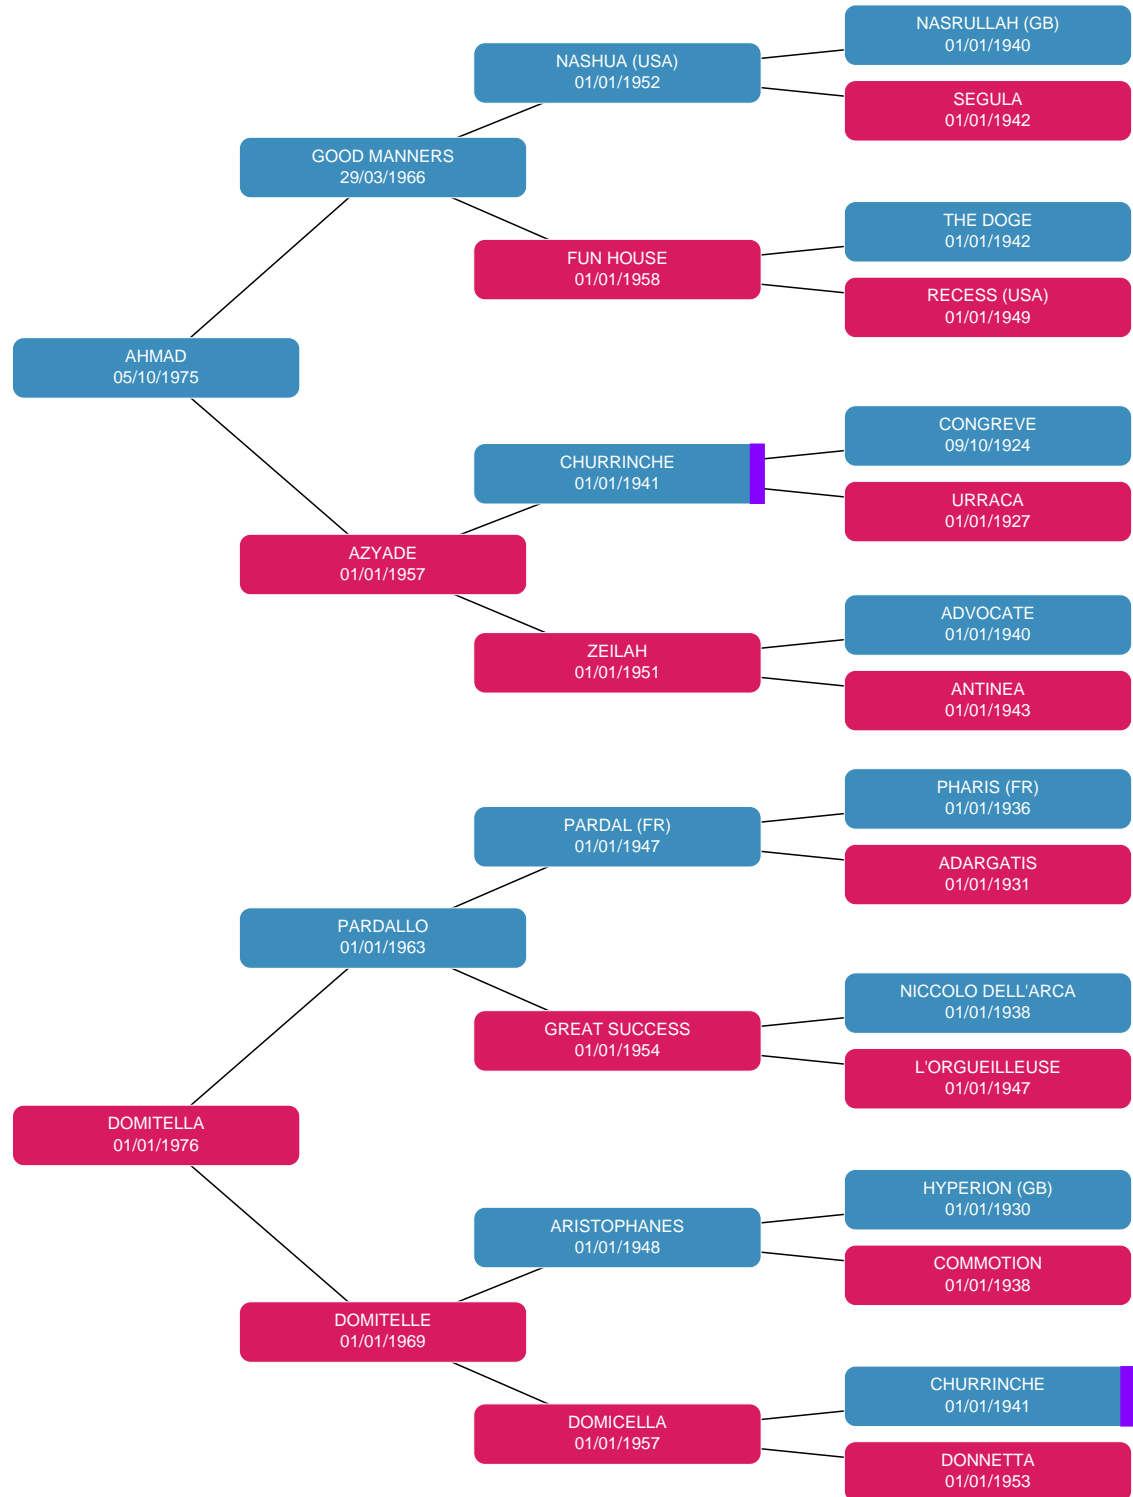 NASRULLAH (GB)
01/01/1940
NASHUA (USA)
01/01/1952
SEGULA
01/01/1942
GOOD MANNERS
29/03/1966
THE DOGE
01/01/1942
FUN HOUSE
01/01/1958
RECESS (USA)
01/01/1949
AHMAD
05/10/1975
CONGREVE
09/10/1924
CHURRINCHE
01/01/1941
URRACA
01/01/1927
AZYADE
01/01/1957
ADVOCATE
01/01/1940
ZEILAH
01/01/1951
ANTINEA
01/01/1943
PHARIS (FR)
01/01/1936
PARDAL (FR)
01/01/1947
ADARGATIS
01/01/1931
PARDALLO
01/01/1963
NICCOLO DELL'ARCA
01/01/1938
GREAT SUCCESS
01/01/1954
L'ORGUEILLEUSE
01/01/1947
DOMITELLA
01/01/1976
HYPERION (GB)
01/01/1930
ARISTOPHANES
01/01/1948
COMMOTION
01/01/1938
DOMITELLE
01/01/1969
CHURRINCHE
01/01/1941
DOMICELLA
01/01/1957
DONNETTA
01/01/1953